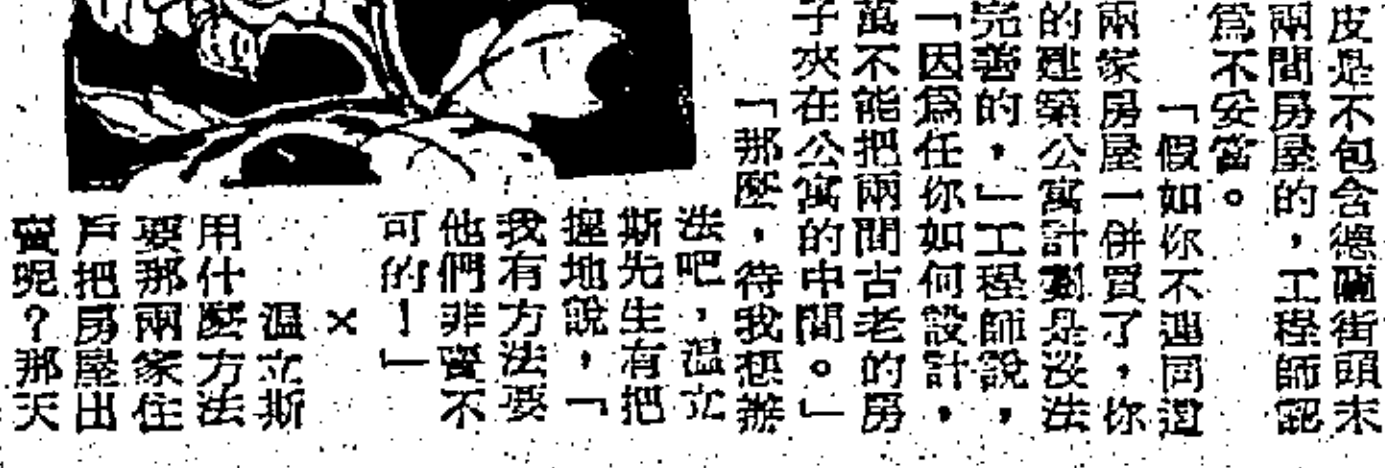 皮是不包含德蘭街頭末
兩間房屋的，工程師認
爲不妥當。
「假如你不連同這
兩家房屋一併買了，你
的建築公寓計劃是沒法
完善的，」工程師說，
「因爲任你如何設計，
萬不能把兩間古老的房
子夾在公寓的中間。」
「那麼，待我想辦
法吧，溫立
斯先生有把
握地說，「
我有方法要
他們非賣不
可的！」
×
溫立斯
用什麼方法
要那兩家住
戶把房屋出
賣呢？那天